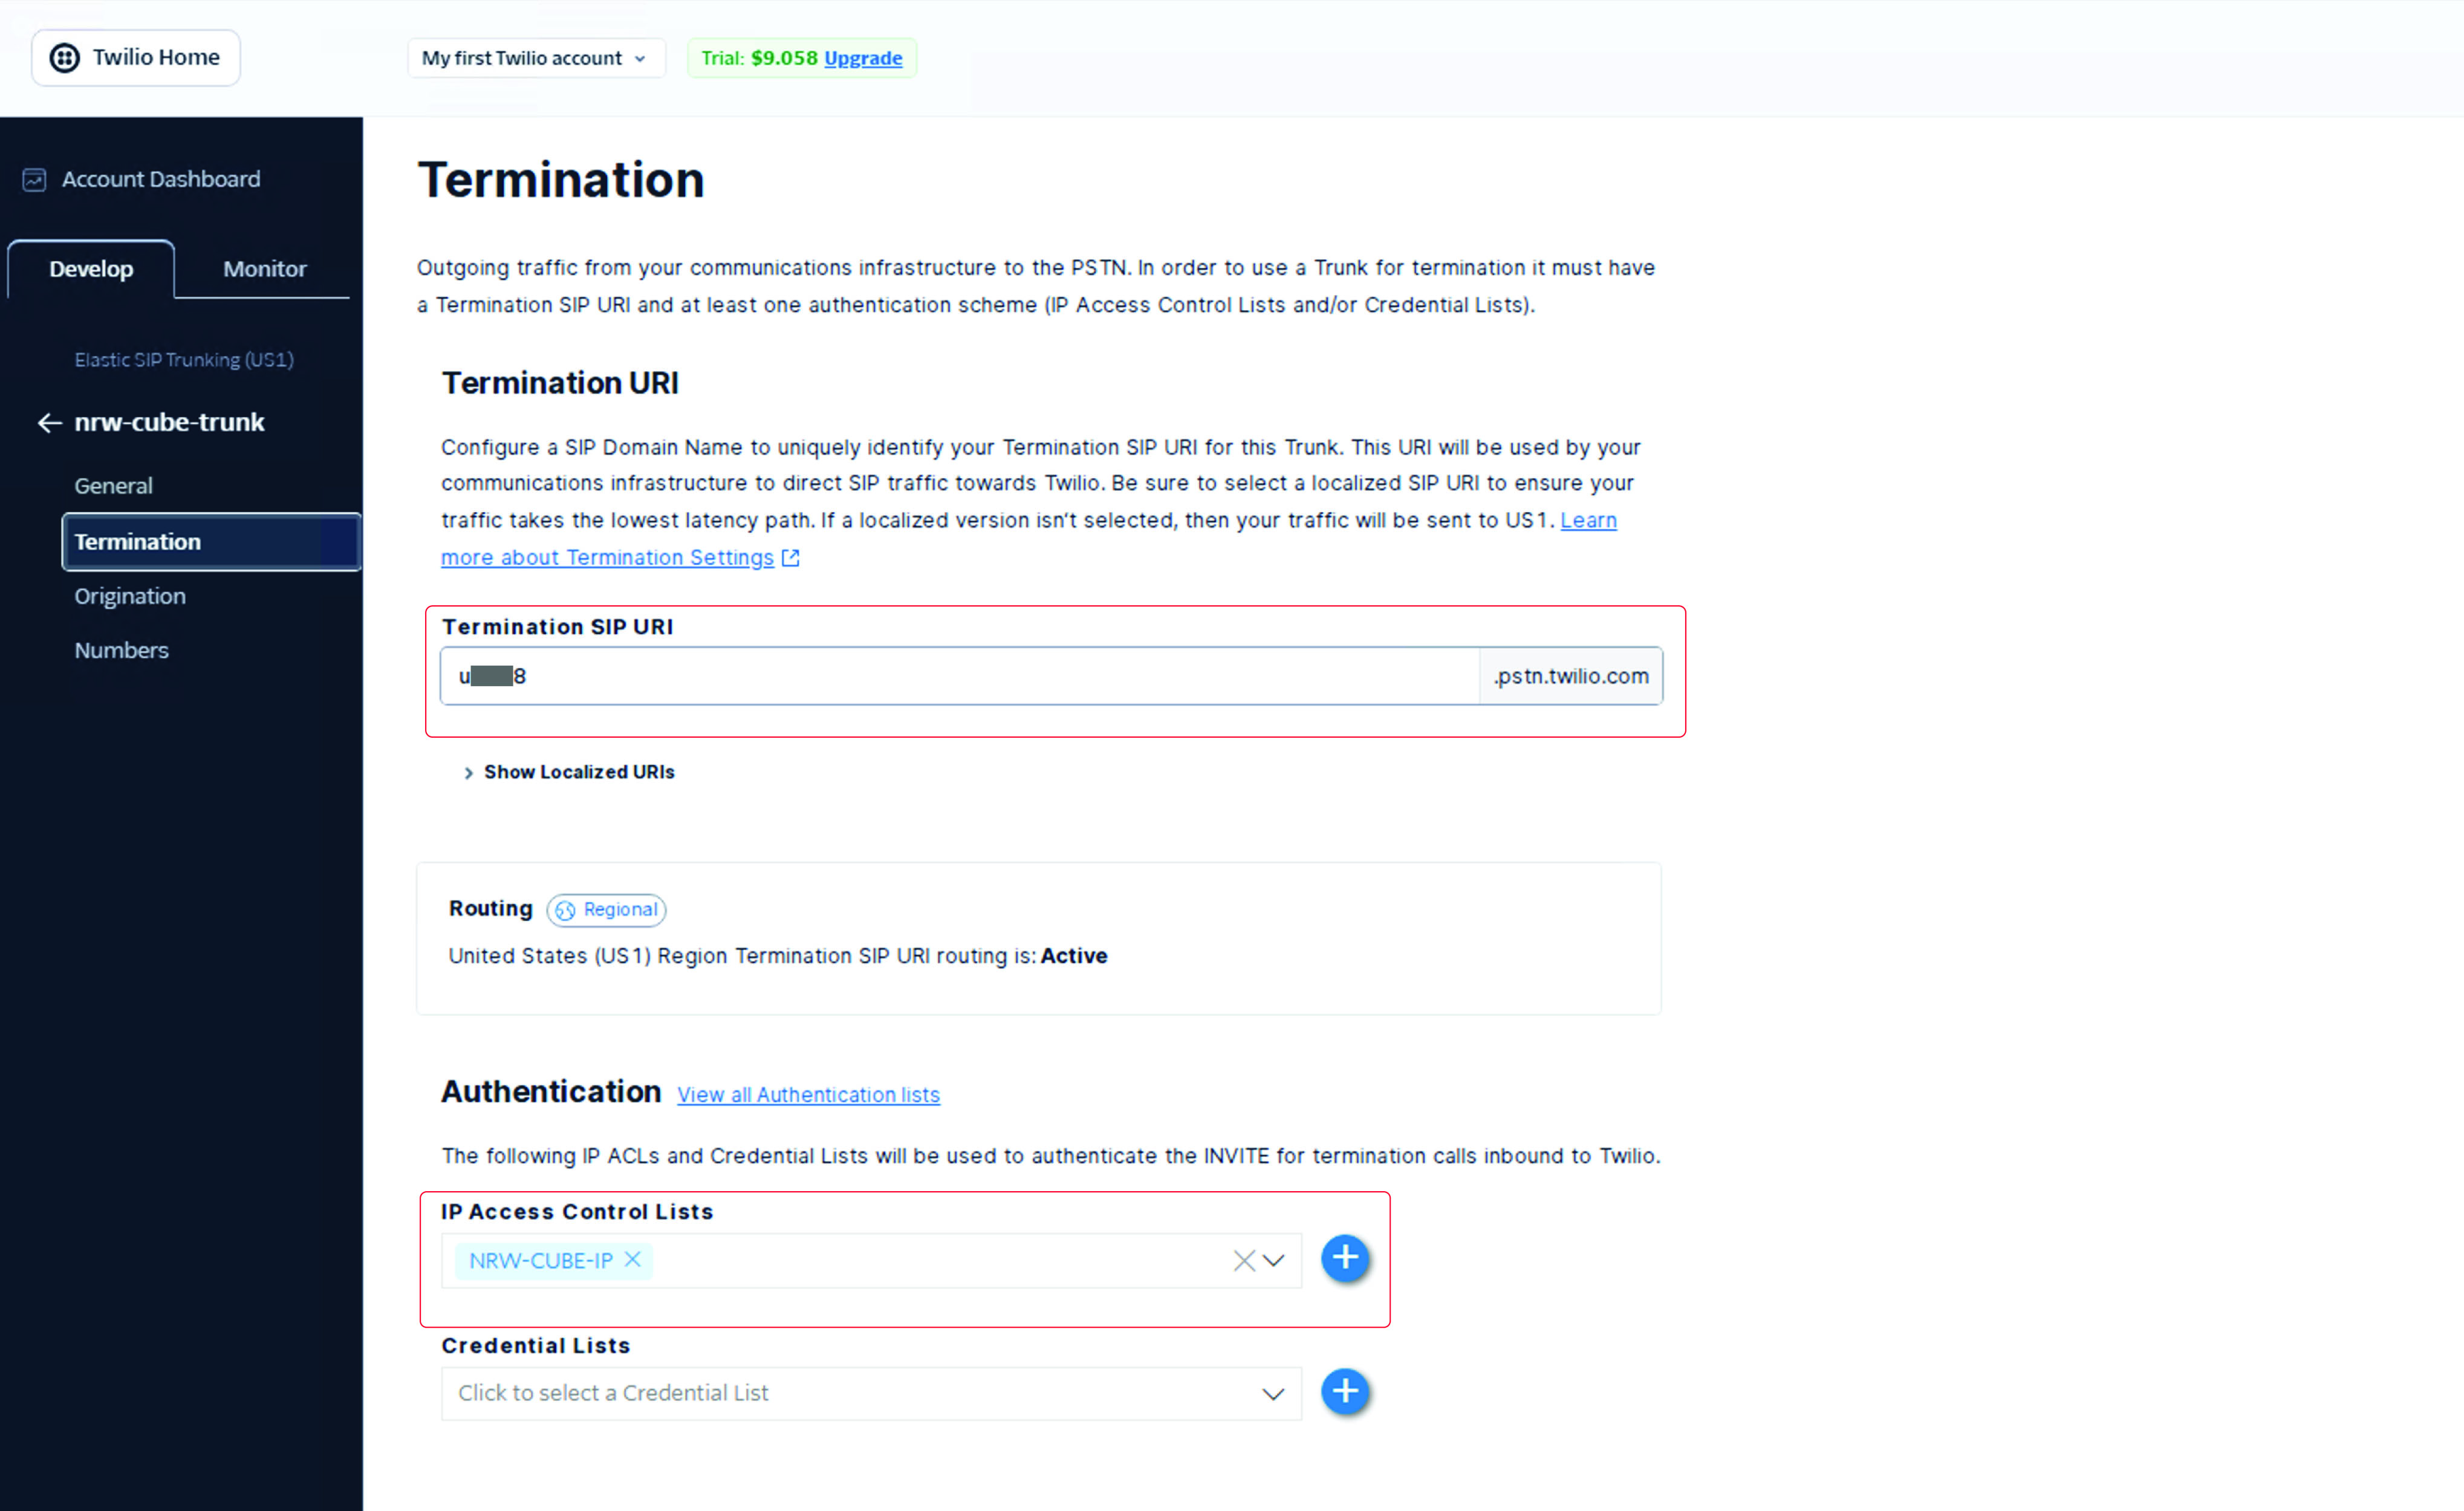 Twilio Home
My first Twilio account
Trial: $9.058 Upgrade
Account Dashboard
Develop
Monitor
Elastic SIP Trunking (US1)
nrw-cube-trunk
General
Termination
Origination
Numbers
Termination
Outgoing traffic from your communications infrastructure to the PSTN. In order to use a Trunk for termination it must have
a Termination SIP URI and at least one authentication scheme (IP Access Control Lists and/or Credential Lists).
Termination URI
Configure a SIP Domain Name to uniquely identify your Termination SIP URI for this Trunk. This URI will be used by your
communications infrastructure to direct SIP traffic towards Twilio. Be sure to select a localized SIP URI to ensure your
traffic takes the lowest latency path. If a localized version isn't selected, then your traffic will be sent to US1. Learn
more about Termination Settings
Termination SIP URI
u 8
.pstn.twilio.com
Show Localized URIs
Routing Regional
United States (US1) Region Termination SIP URI routing is: Active
Authentication View all Authentication lists
The following IP ACLs and Credential Lists will be used to authenticate the INVITE for termination calls inbound to Twilio.
IP Access Control Lists
NRW-CUBE-IP
Credential Lists
Click to select a Credential List